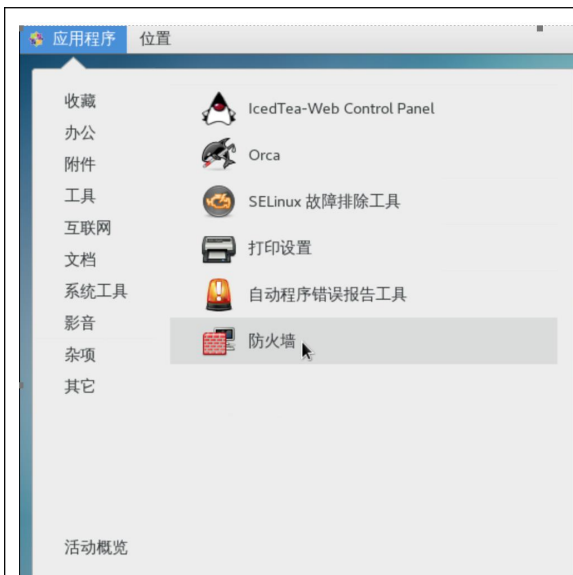 应用程序 位置
收藏
办公
附件
工具
互联网
文档
系统工具
影音
杂项
其它
活动概览
IcedTea-Web Control Panel
Orca
SELinux 故障排除工具
打印设置
自动程序错误报告工具
防火墙